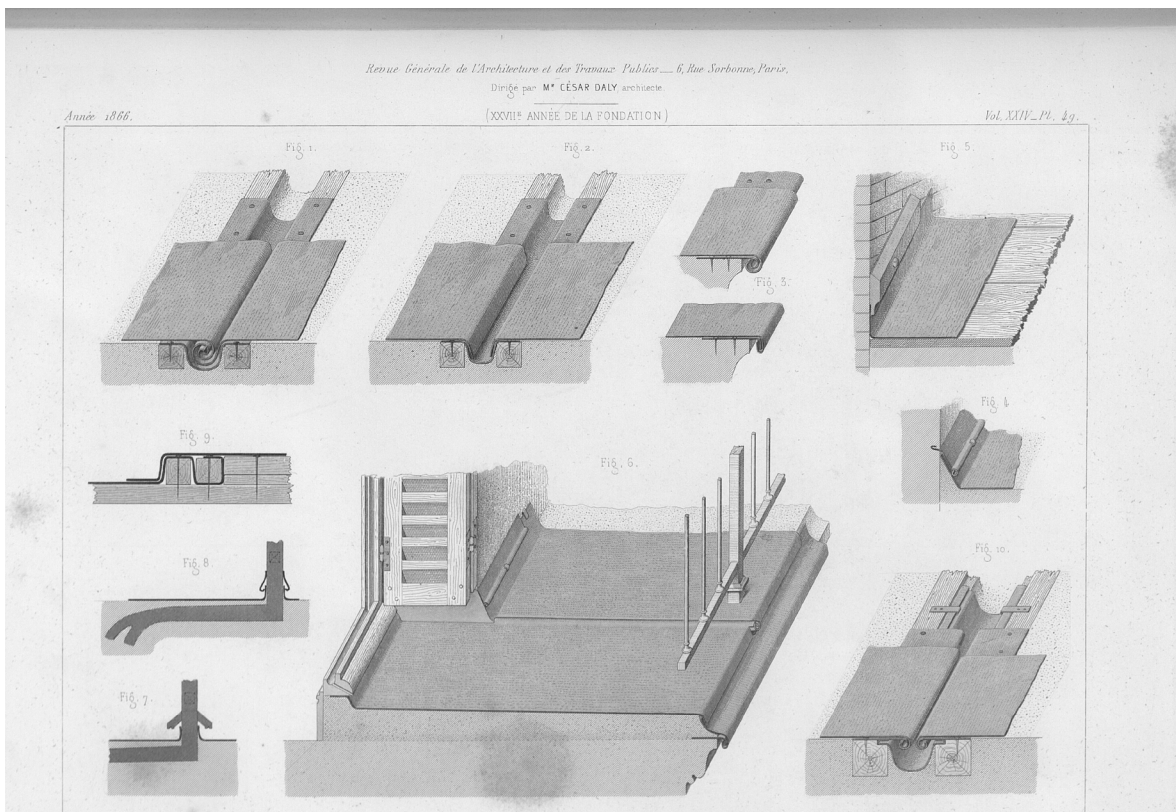 Revue Générale de l'Architecture et des Travaux Publics — 6, Rue Sorbonne, Paris.
Dirigé par Mr CÉSAR DALY, architecte
Année 1866.
(XXVIIe ANNÉE DE LA FONDATION)
Vol. XXIV_Pl. 49.
Fig. 1.
Fig. 2.
Fig. 5.
Fig. 3.
Fig. 4.
Fig. 9.
Fig. 6.
Fig. 8.
Fig. 10.
Fig. 7.